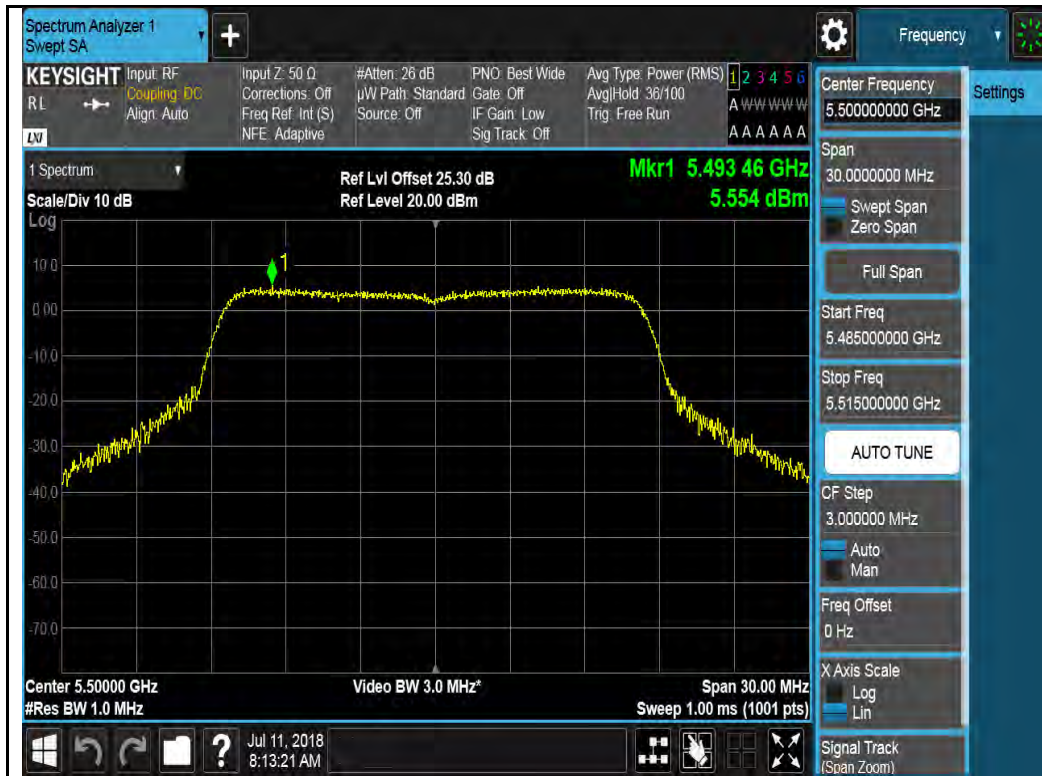 Spectrum Analyzer 1
Swept SA
+
Frequency
KEYSIGHT
RL
LXI
Input: RF
Coupling: DC
Align: Auto
Input Z: 50 Ω
Corrections: Off
Freq Ref: Int (S)
NFE: Adaptive
#Atten: 26 dB
µW Path: Standard
Source: Off
PNO: Best Wide
Gate: Off
IF Gain: Low
Sig Track: Off
Avg Type: Power (RMS)
Avg|Hold: 36/100
Trig: Free Run
1 2 3 4 5 6
A W W W W W
A A A A A A
1 Spectrum
Scale/Div 10 dB
Log
Ref Lvl Offset 25.30 dB
Ref Level 20.00 dBm
Mkr1 5.493 46 GHz
5.554 dBm
1
10.0
0.00
-10.0
-20.0
-30.0
-40.0
-50.0
-60.0
-70.0
Center 5.50000 GHz
#Res BW 1.0 MHz
Video BW 3.0 MHz*
Span 30.00 MHz
Sweep 1.00 ms (1001 pts)
?
Jul 11, 2018
8:13:21 AM
Center Frequency
5.500000000 GHz
Span
30.0000000 MHz
Swept Span
Zero Span
Full Span
Start Freq
5.485000000 GHz
Stop Freq
5.515000000 GHz
AUTO TUNE
CF Step
3.000000 MHz
Auto
Man
Freq Offset
0 Hz
X Axis Scale
Log
Lin
Signal Track
(Span Zoom)
Settings